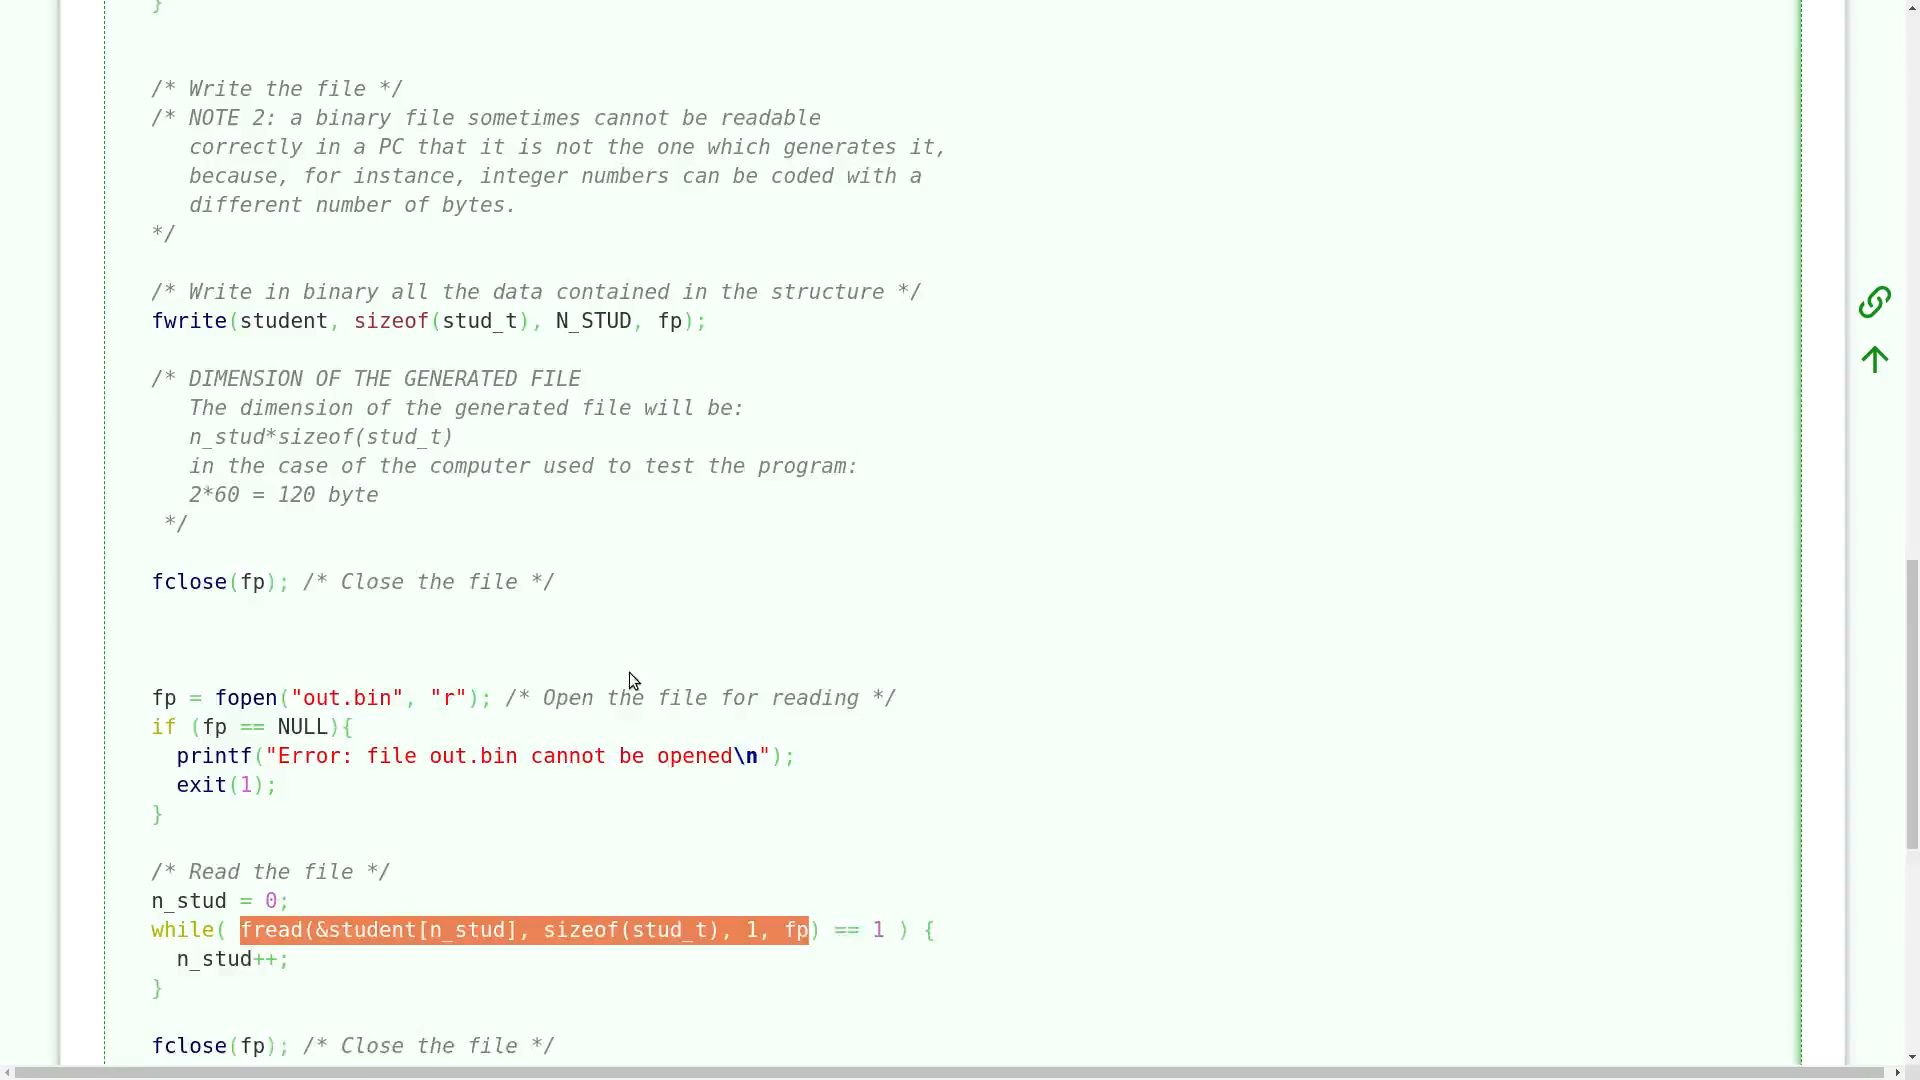 }
/* Write the file */
/* NOTE 2: a binary file sometimes cannot be readable
correctly in a PC that it is not the one which generates it,
because, for instance, integer numbers can be coded with a
different number of bytes.
*/
/* Write in binary all the data contained in the structure */
fwrite(student, sizeof(stud_t), N_STUD, fp);
/* DIMENSION OF THE GENERATED FILE
The dimension of the generated file will be:
n_stud*sizeof(stud_t)
in the case of the computer used to test the program:
2*60 = 120 byte
*/
fclose(fp); /* Close the file */
fp = fopen("out.bin", "r"); /* Open the file for reading */
if (fp == NULL){
printf("Error: file out.bin cannot be opened\n");
exit(1);
}
/* Read the file */
n_stud = 0;
while( fread(&student[n_stud], sizeof(stud_t), 1, fp) == 1 ) {
n_stud++;
}
fclose(fp); /* Close the file */